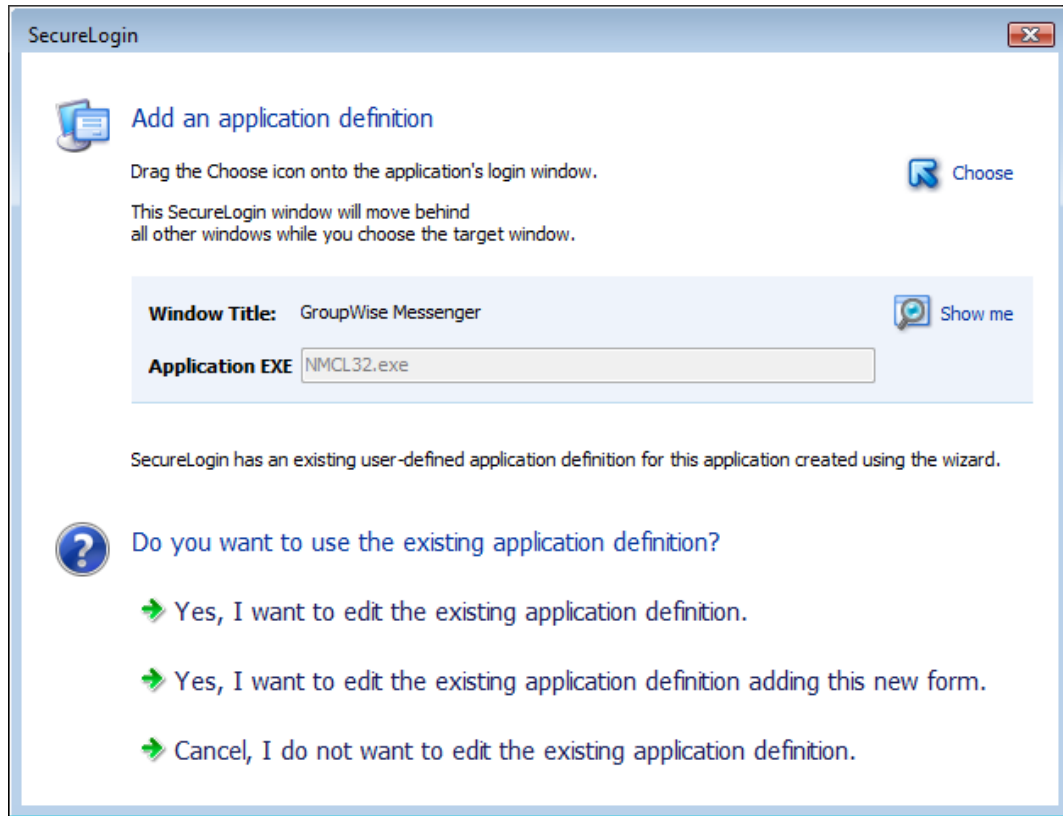 SecureLogin
Add an application definition
Drag the Choose icon onto the application's login window.
Choose
This SecureLogin window will move behind
all other windows while you choose the target window.
Window Title: GroupWise Messenger
Show me
Application EXE NMCL32.exe
SecureLogin has an existing user-defined application definition for this application created using the wizard.
Do you want to use the existing application definition?
Yes, I want to edit the existing application definition.
Yes, I want to edit the existing application definition adding this new form.
Cancel, I do not want to edit the existing application definition.